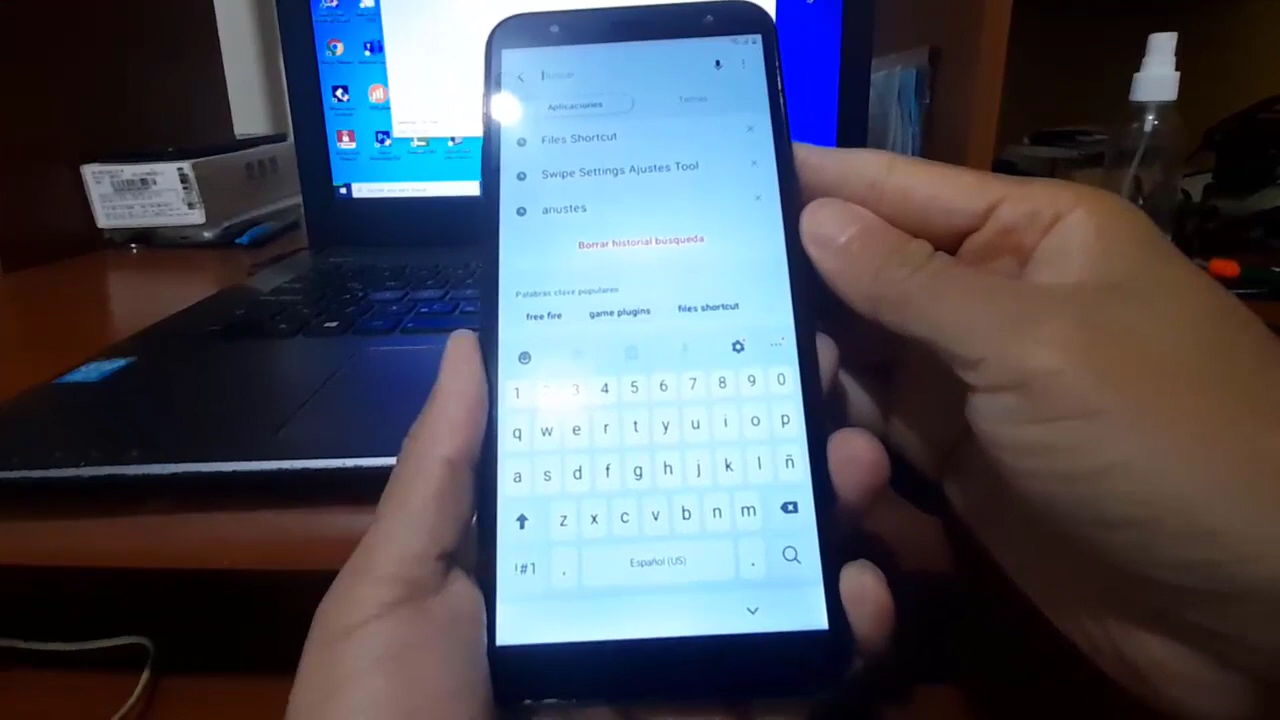 Buscar
Aplicaciones Temas
Files Shortcut
Swipe Settings Ajustes Tool
anustes
Borrar historial búsqueda
Palabras clave populares
free fire game plugins files shortcut
1 2 3 4 5 6 7 8 9 0
q w e r t y u i o p
a s d f g h j k l ñ
z x c v b n m
!#1 , Español (US) .